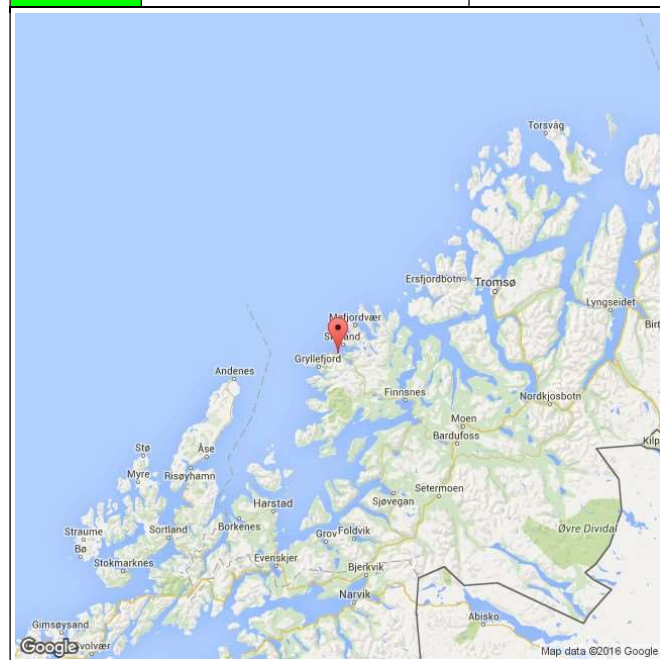 Torsvåg
Ersfjordbotn
Tromsø
Lyngseidet
Mefjordvær
Gryllefjord
Andenes
Finnsnes
Nordkjosbotn
Moen
Bardufoss
Stø
Åse
Myre
Risøyhamn
Harstad
Sjøvegan
Setermoen
Borkenes
Straume
Bø
Sortland
Grov
Foldvik
Øvre Dividal
Stokmarknes
Evenskjer
Bjerkvik
Narvik
Abisko
Gimsøysand
Google
Map data ©2016 Google